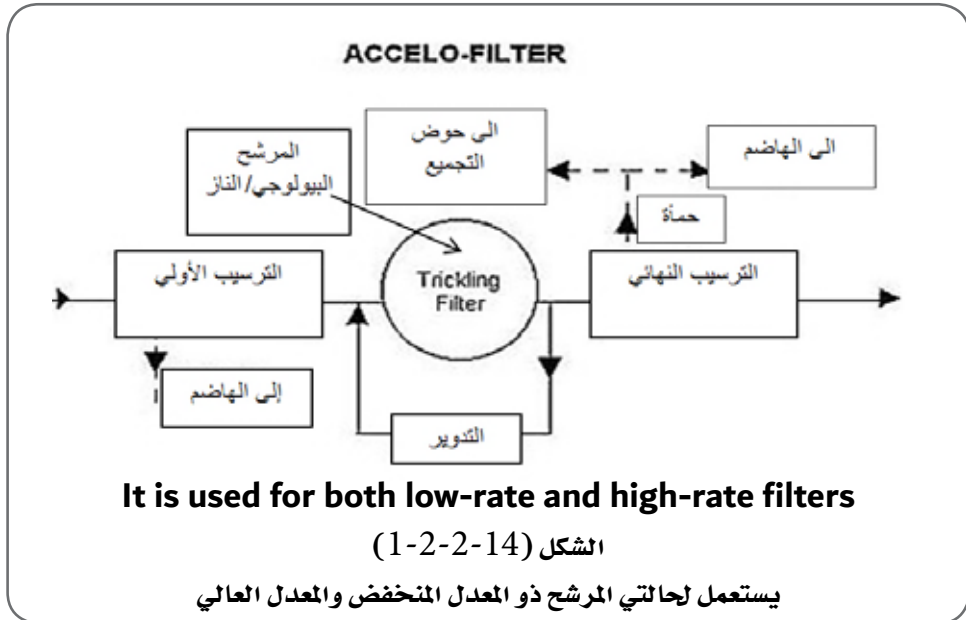 ACCELO-FILTER
الى حوض
التجميع
الى الهاضم
المرشح
البيولوجي/الناز
حمأة
الترسيب الأولي
Trickling
Filter
الترسيب النهائي
إلى الهاضم
التدوير
It is used for both low-rate and high-rate filters
الشكل (14-2-2-1)
يستعمل لحالتي المرشح ذو المعدل المنخفض والمعدل العالي